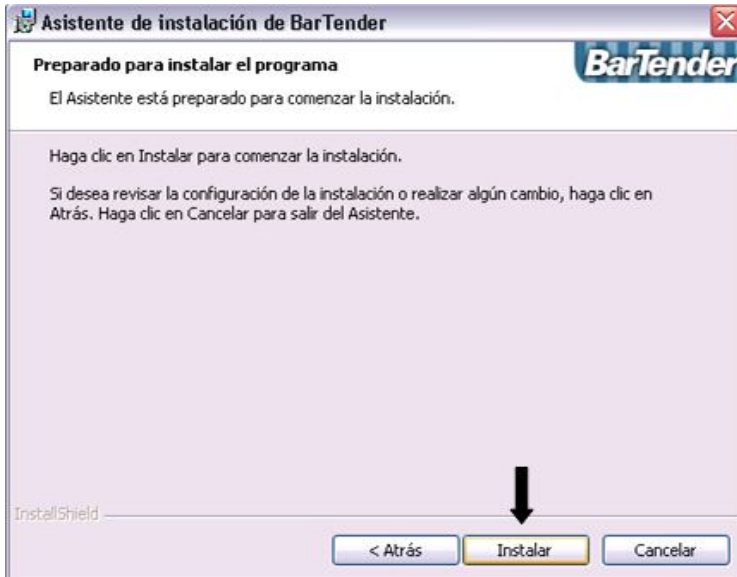 Asistente de instalación de BarTender
Preparado para instalar el programa
BarTender
El Asistente está preparado para comenzar la instalación.
Haga clic en Instalar para comenzar la instalación.
Si desea revisar la configuración de la instalación o realizar algún cambio, haga clic en
Atrás. Haga clic en Cancelar para salir del Asistente.
InstallShield
< Atrás
Instalar
Cancelar